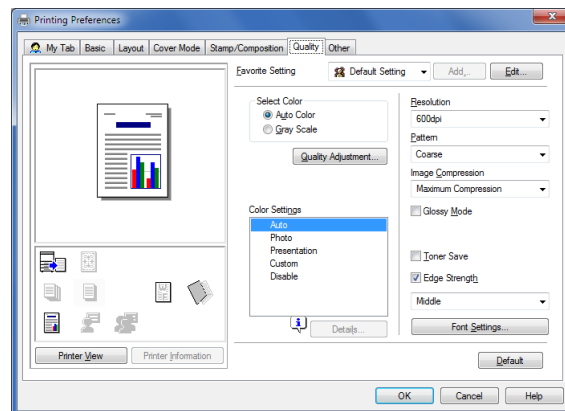 Printing Preferences
My Tab Basic Layout Cover Mode Stamp/Composition Quality Other
Favorite Setting Default Setting Add... Edit...
Select Color
Auto Color
Gray Scale
Quality Adjustment...
Color Settings
Auto
Photo
Presentation
Custom
Disable
Details...
Resolution
600dpi
Pattern
Coarse
Image Compression
Maximum Compression
Glossy Mode
Toner Save
Edge Strength
Middle
Font Settings...
Printer View Printer Information
Default
OK Cancel Help